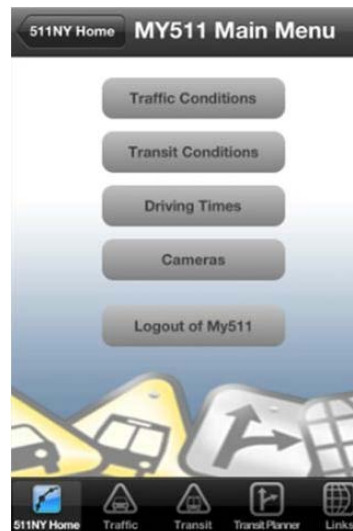 511NY Home MY511 Main Menu
Traffic Conditions
Transit Conditions
Driving Times
Cameras
Logout of My511
511NY Home Traffic Transit Transit Planner Links